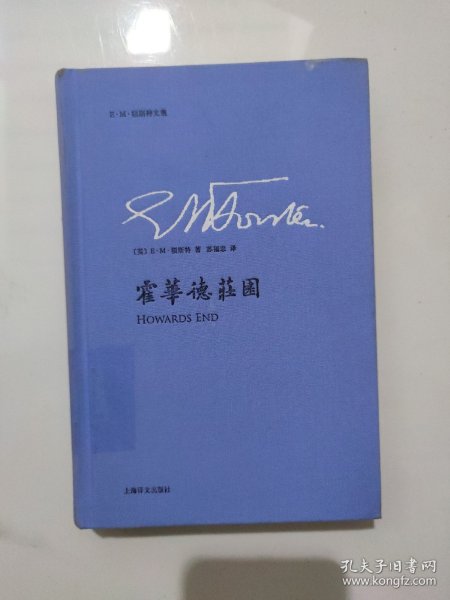 E·M·福斯特文集
E M Forster.
〔英〕E·M·福斯特 著 苏福忠 译
霍華德莊園
HOWARDS END
上海译文出版社
孔夫子旧书网
www.kongfz.com